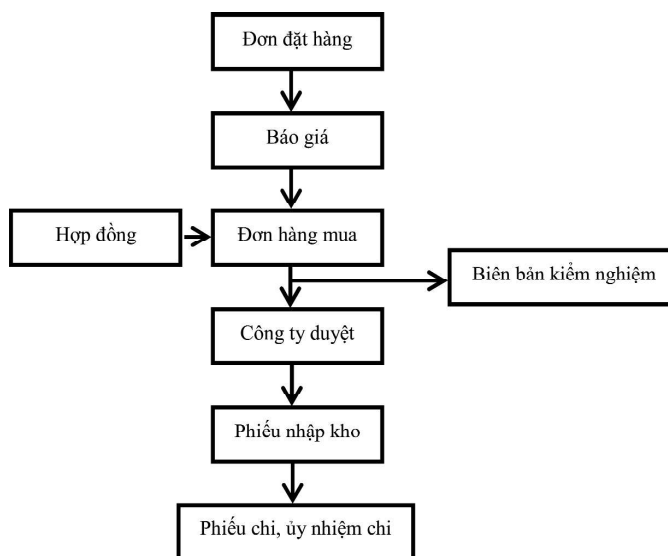 Đơn đặt hàng
Báo giá
Hợp đồng
Đơn hàng mua
Biên bản kiểm nghiệm
Công ty duyệt
Phiếu nhập kho
Phiếu chi, ủy nhiệm chi